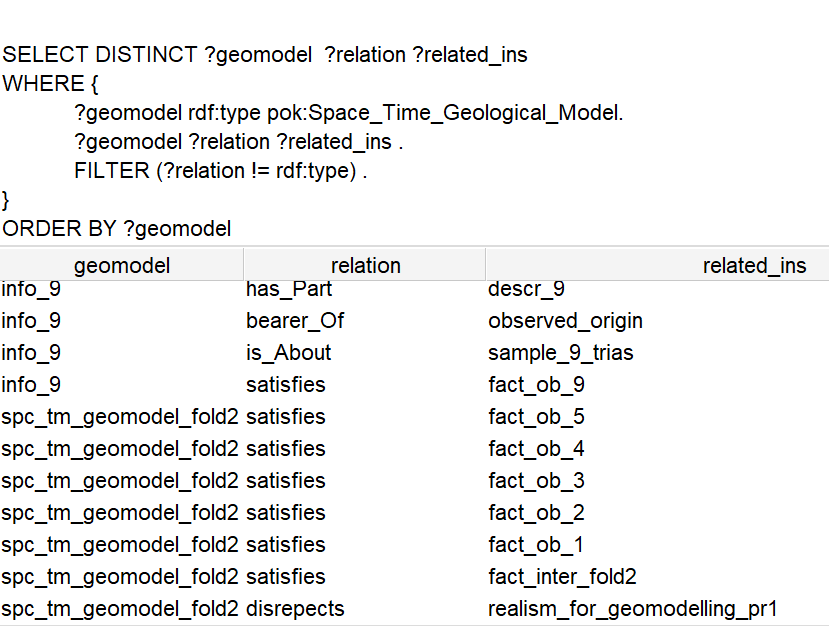 SELECT DISTINCT ?geomodel ?relation ?related_ins
WHERE {
?geomodel rdf:type pok:Space_Time_Geological_Model.
?geomodel ?relation ?related_ins .
FILTER (?relation != rdf:type) .
}
ORDER BY ?geomodel
geomodel relation related_ins
info_9 has_Part descr_9
info_9 bearer_Of observed_origin
info_9 is_About sample_9_trias
info_9 satisfies fact_ob_9
spc_tm_geomodel_fold2 satisfies fact_ob_5
spc_tm_geomodel_fold2 satisfies fact_ob_4
spc_tm_geomodel_fold2 satisfies fact_ob_3
spc_tm_geomodel_fold2 satisfies fact_ob_2
spc_tm_geomodel_fold2 satisfies fact_ob_1
spc_tm_geomodel_fold2 satisfies fact_inter_fold2
spc_tm_geomodel_fold2 disrepects realism_for_geomodelling_pr1